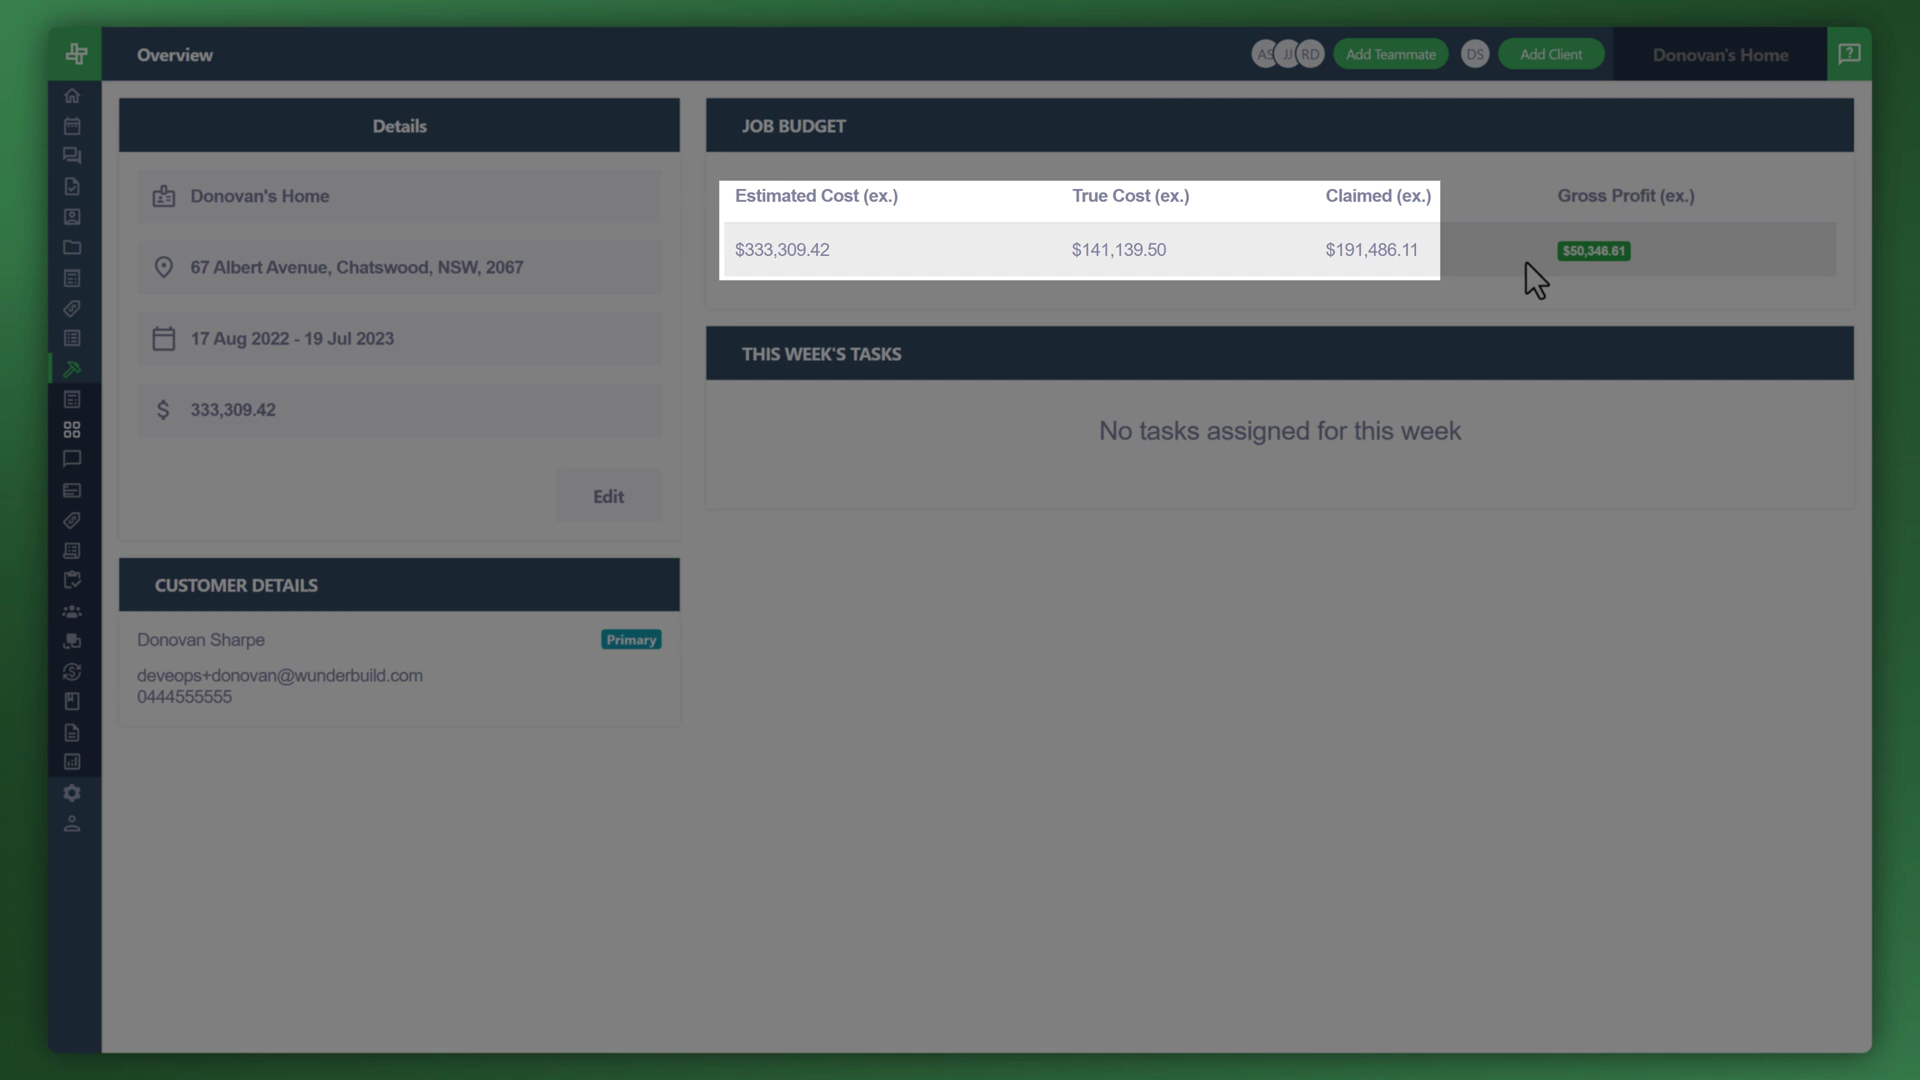 Overview
AS
JJ
RD
Add Teammate
DS
Add Client
Donovan's Home
Details
Donovan's Home
67 Albert Avenue, Chatswood, NSW, 2067
17 Aug 2022 - 19 Jul 2023
$ 333,309.42
Edit
CUSTOMER DETAILS
Donovan Sharpe
Primary
deveops+donovan@wunderbuild.com
0444555555
JOB BUDGET
Estimated Cost (ex.) True Cost (ex.) Claimed (ex.) Gross Profit (ex.)
$333,309.42 $141,139.50 $191,486.11 $50,346.61
THIS WEEK'S TASKS
No tasks assigned for this week